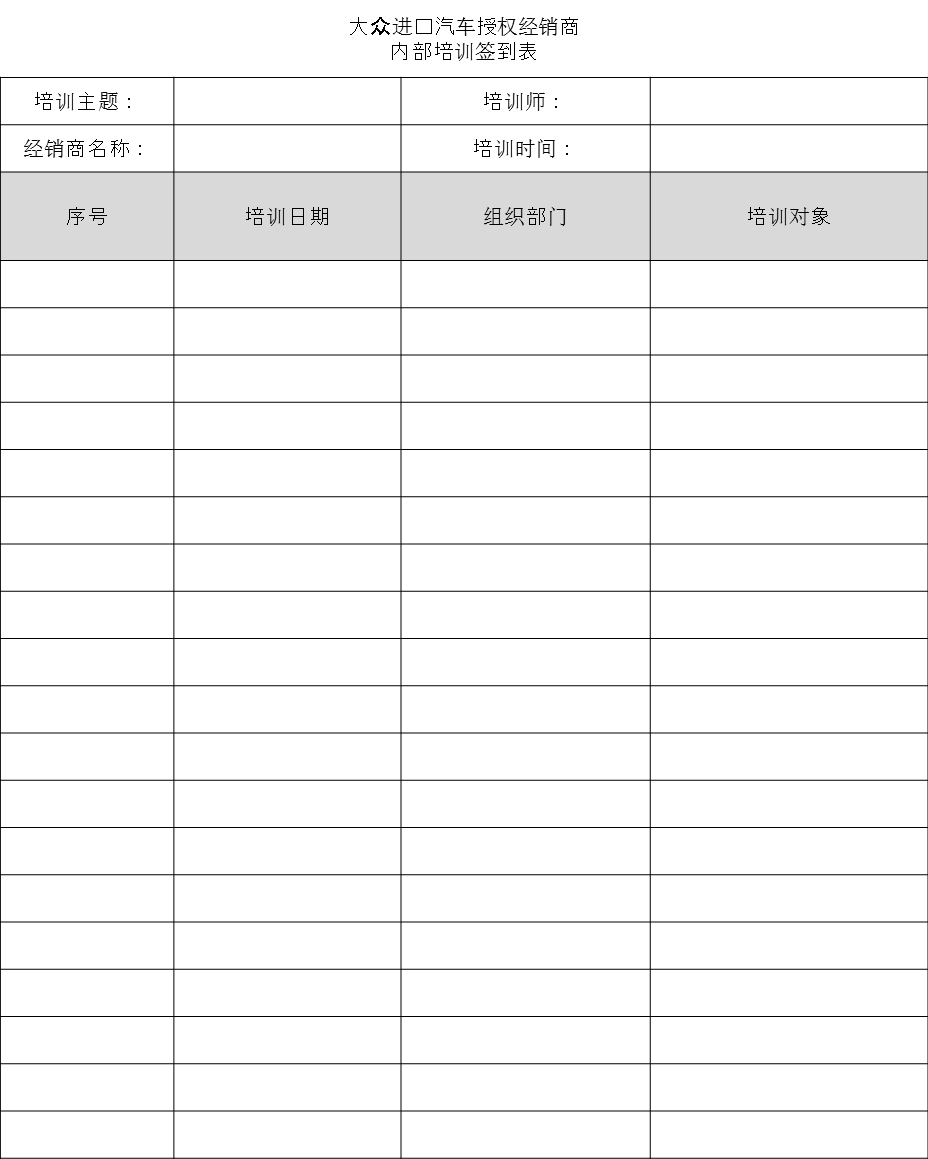 大众进口汽车授权经销商
内部培训签到表
培训主题： 培训师：
经销商名称： 培训时间：
序号 培训日期 组织部门 培训对象